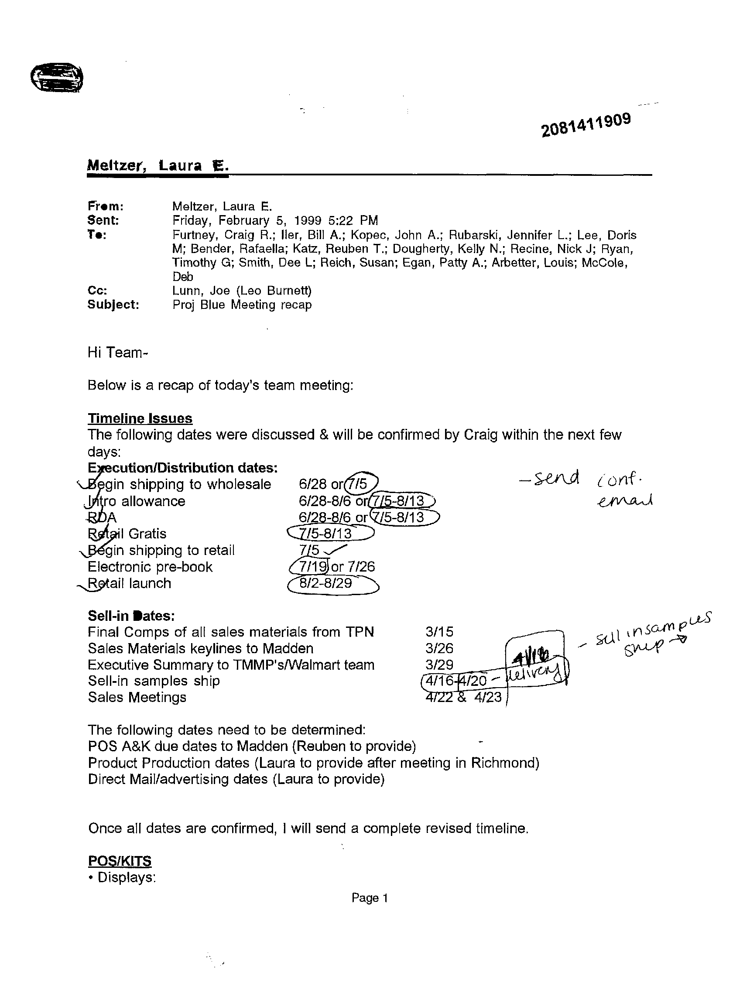 2081411909
Meltzer, Laura E.
From: Meltzer, Laura E.
Sent: Friday, February 5, 1999 5:22 PM
To: Furtney, Craig R.; Iler, Bill A.; Kopec, John A.; Rubarski, Jennifer L.; Lee, Doris
M; Bender, Rafaella; Katz, Reuben T.; Dougherty, Kelly N.; Recine, Nick J; Ryan,
Timothy G; Smith, Dee L; Reich, Susan; Egan, Patty A.; Arbetter, Louis; McCole,
Deb
Cc: Lunn, Joe (Leo Burnett)
Subject: Proj Blue Meeting recap
Hi Team-
Below is a recap of today's team meeting:
Timeline Issues
The following dates were discussed & will be confirmed by Craig within the next few
days:
Execution/Distribution dates:
Begin shipping to wholesale 6/28 or 7/5 - send conf.
Intro allowance 6/28-8/6 or 7/5-8/13 email
RDA 6/28-8/6 or 7/5-8/13
Retail Gratis 7/5-8/13
Begin shipping to retail 7/5
Electronic pre-book 7/19 or 7/26
Retail launch 8/2-8/29
Sell-in Dates:
Final Comps of all sales materials from TPN 3/15
Sales Materials keylines to Madden 3/26 - sell in samples
Executive Summary to TMMP's/Walmart team 3/29 ship
Sell-in samples ship 4/16-4/20 - delivery
Sales Meetings 4/22 & 4/23
The following dates need to be determined:
POS A&K due dates to Madden (Reuben to provide)
Product Production dates (Laura to provide after meeting in Richmond)
Direct Mail/advertising dates (Laura to provide)
Once all dates are confirmed, I will send a complete revised timeline.
POS/KITS
• Displays:
Page 1